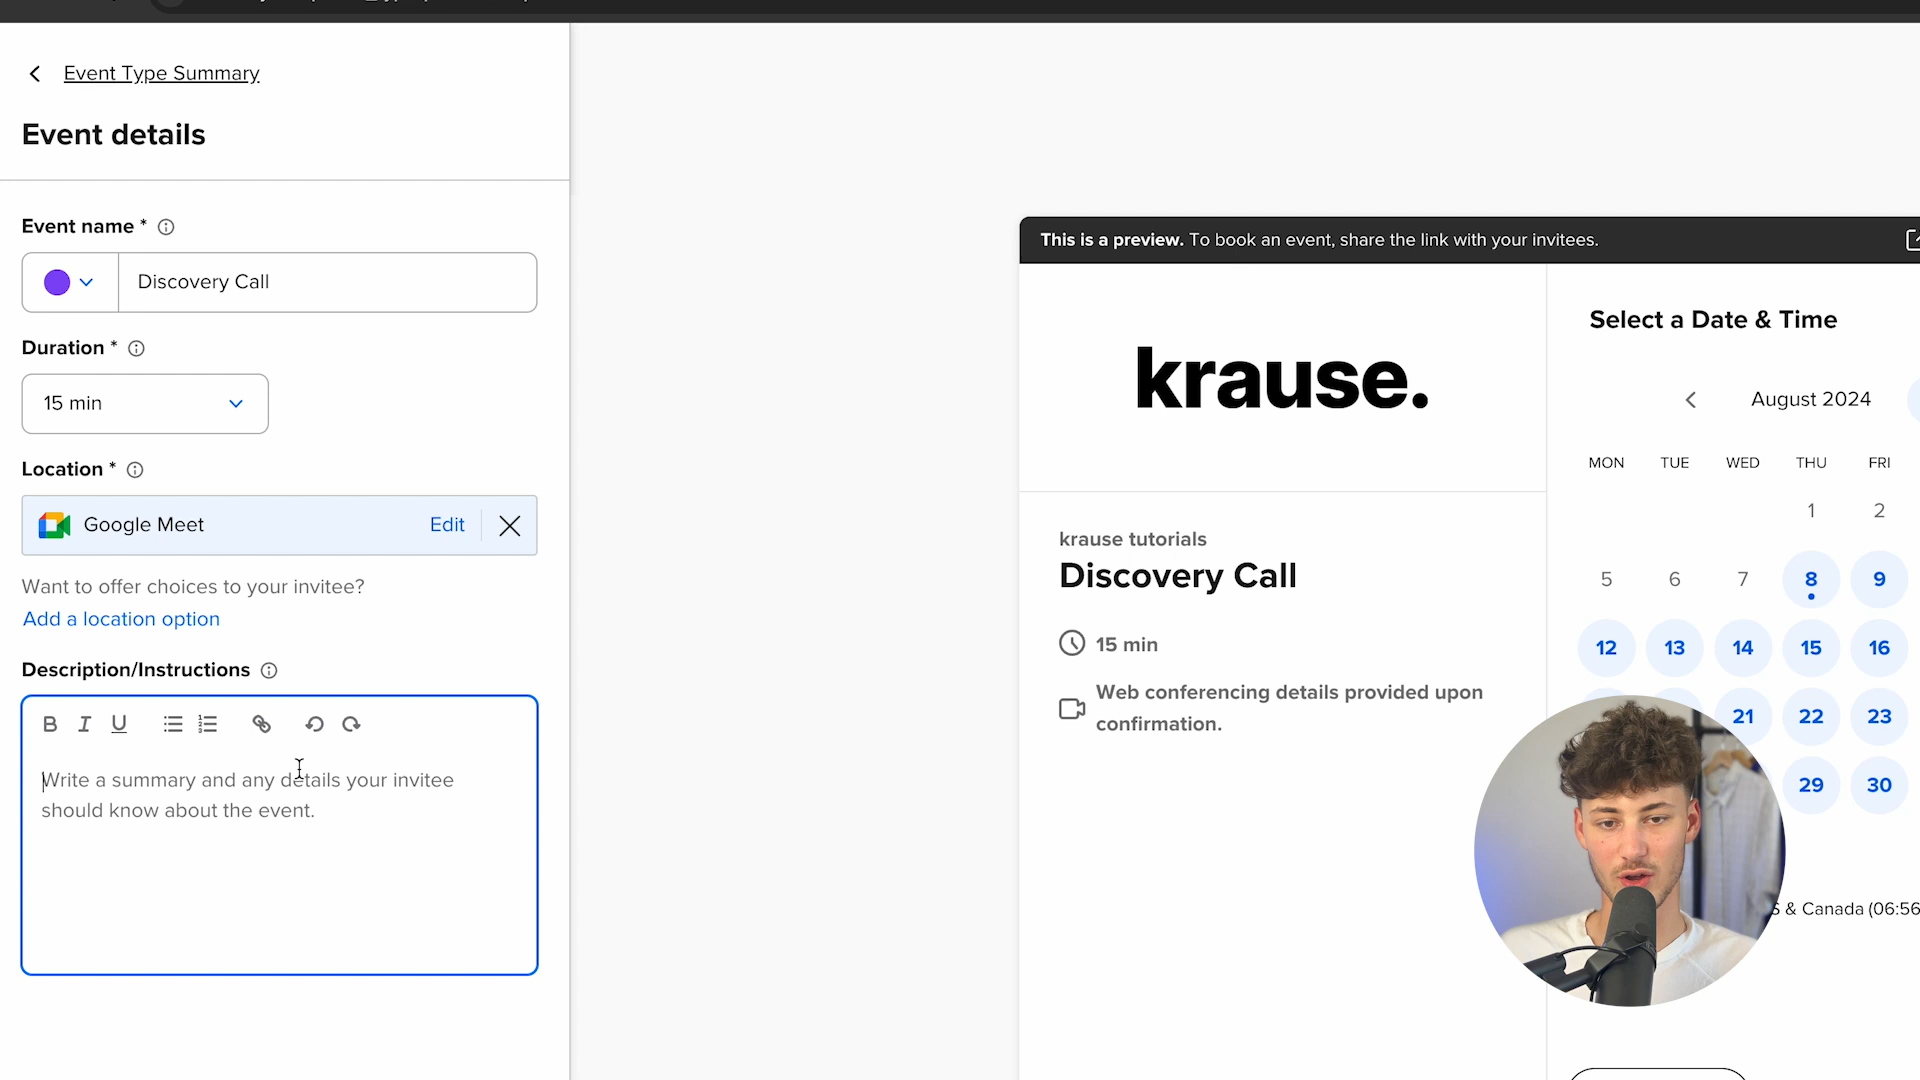 Event Type Summary
Event details
Event name *
Discovery Call
Duration *
15 min
Location *
Google Meet
Edit
Want to offer choices to your invitee?
Add a location option
Description/Instructions
B I U
Write a summary and any details your invitee
should know about the event.
This is a preview. To book an event, share the link with your invitees.
krause.
krause tutorials
Discovery Call
15 min
Web conferencing details provided upon
confirmation.
Select a Date & Time
August 2024
MON TUE WED THU FRI
1 2
5 6 7 8 9
12 13 14 15 16
21 22 23
29 30
& Canada (06:56